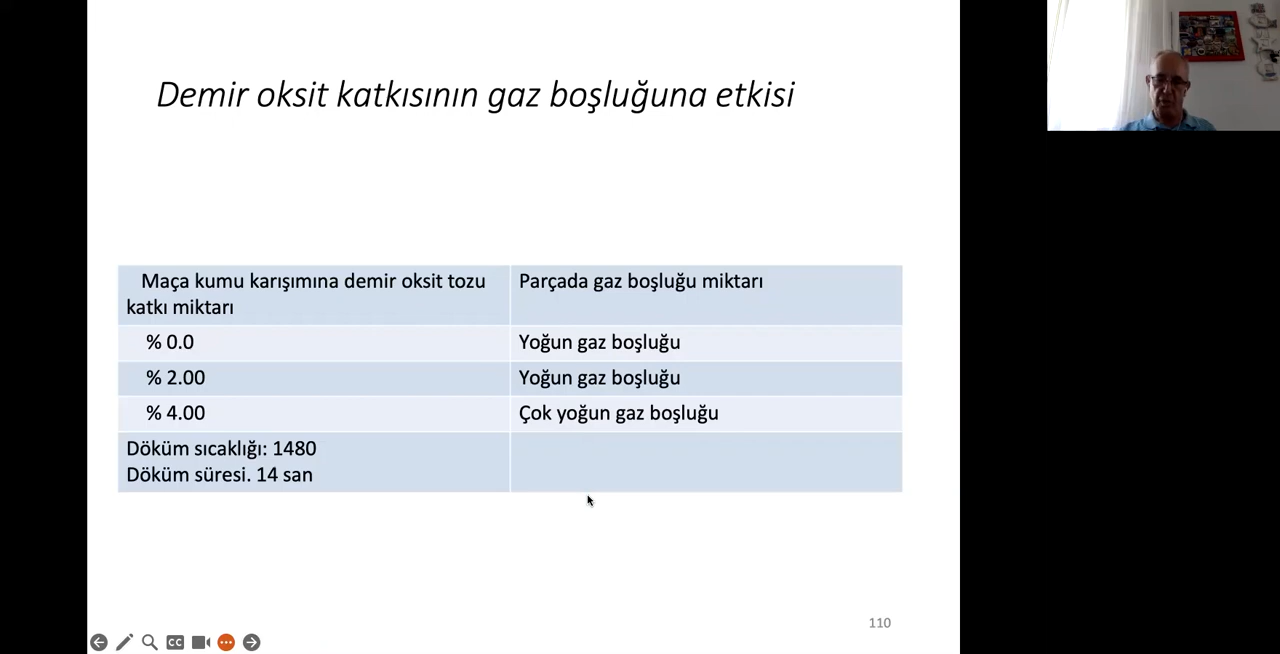 Demir oksit katkısının gaz boşluğuna etkisi
Maça kumu karışımına demir oksit tozu
katkı miktarı
Parçada gaz boşluğu miktarı
% 0.0
Yoğun gaz boşluğu
% 2.00
Yoğun gaz boşluğu
% 4.00
Çok yoğun gaz boşluğu
Döküm sıcaklığı: 1480
Döküm süresi. 14 san
110
CC